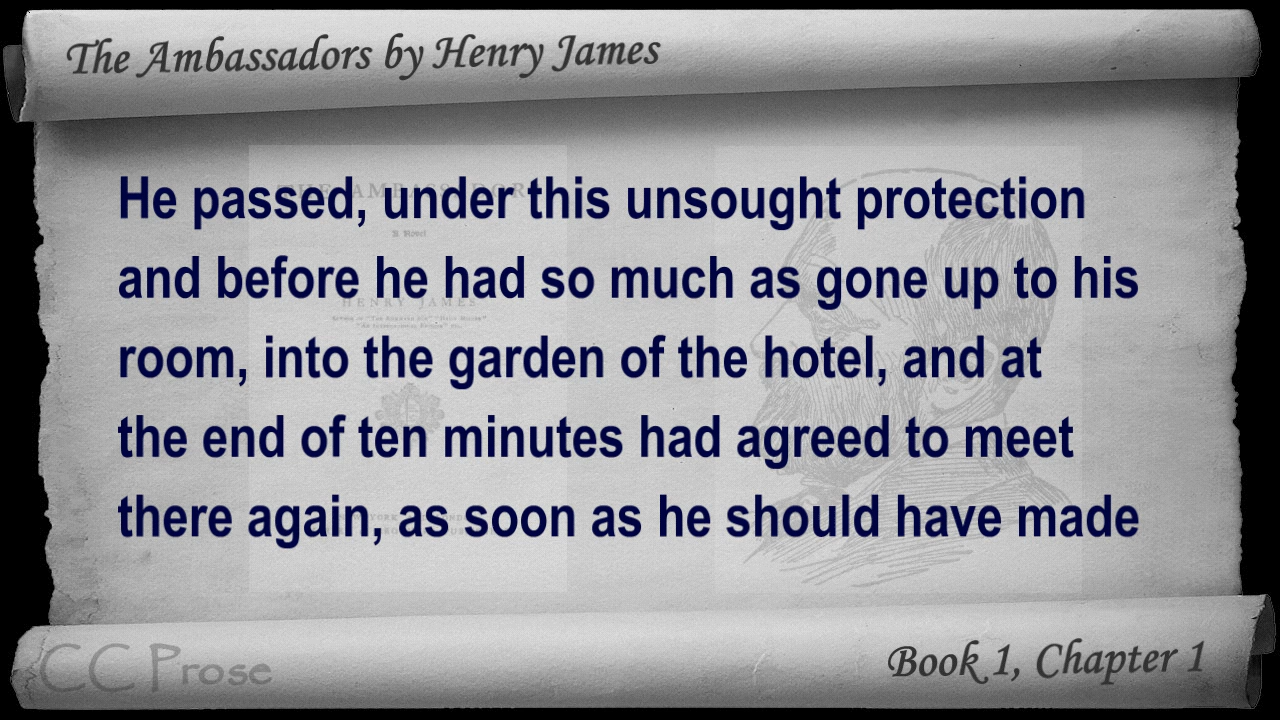 The Ambassadors by Henry James
He passed, under this unsought protection
and before he had so much as gone up to his
room, into the garden of the hotel, and at
the end of ten minutes had agreed to meet
there again, as soon as he should have made
HENRY JAMES
CC Prose
Book 1, Chapter 1